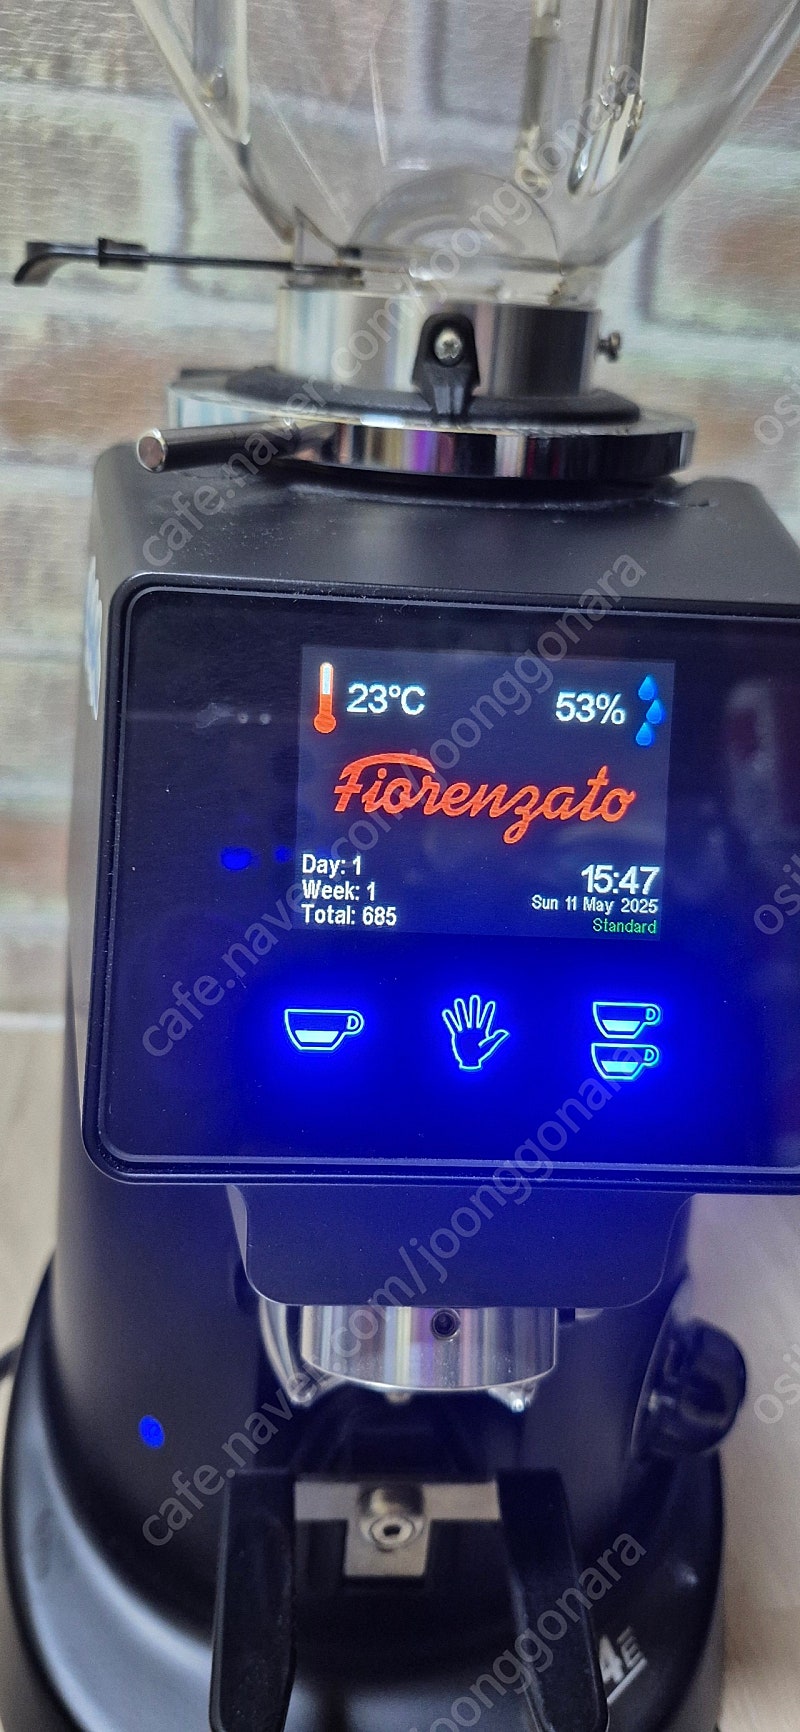 23°C
53%
Fiorenzato
Day: 1
Week: 1
Total: 685
15:47
Sun 11 May 2025
Standard
4E
cafe.naver.com/joonggonara
cafe.naver.com/joonggonara
cafe.naver.com/joonggonara